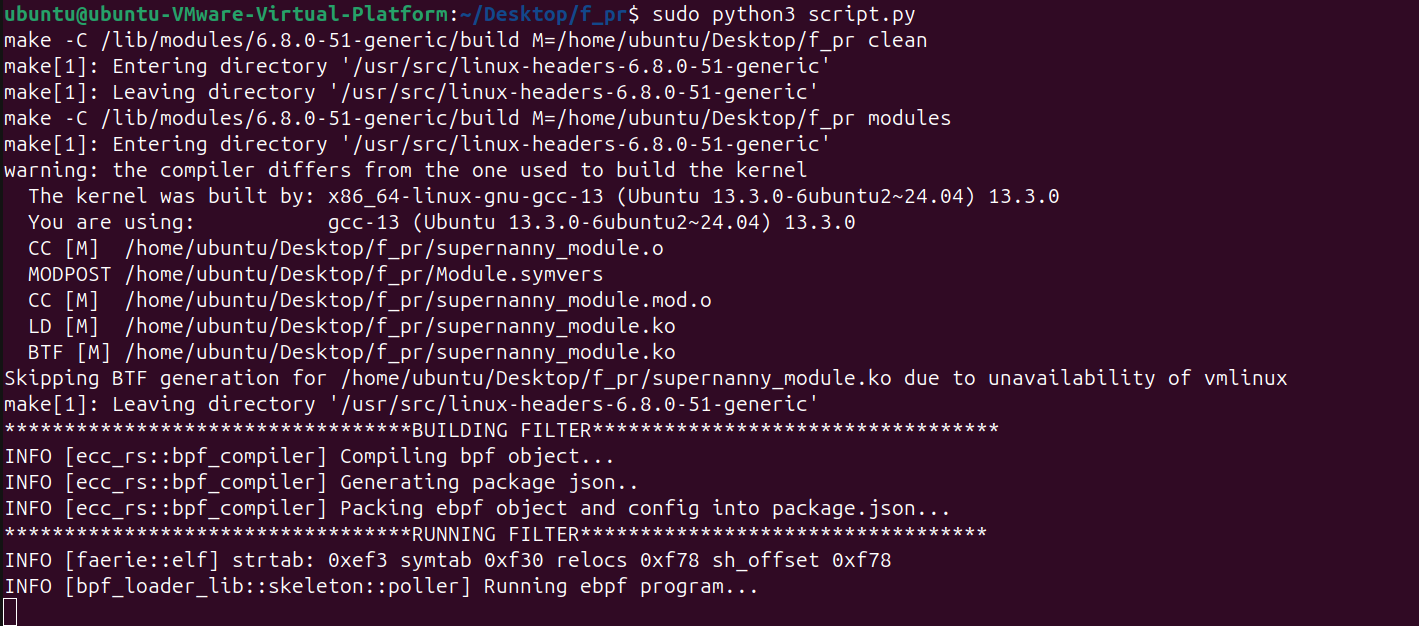 ubuntu@ubuntu-VMware-Virtual-Platform:~/Desktop/f_pr$ sudo python3 script.py
make -C /lib/modules/6.8.0-51-generic/build M=/home/ubuntu/Desktop/f_pr clean
make[1]: Entering directory '/usr/src/linux-headers-6.8.0-51-generic'
make[1]: Leaving directory '/usr/src/linux-headers-6.8.0-51-generic'
make -C /lib/modules/6.8.0-51-generic/build M=/home/ubuntu/Desktop/f_pr modules
make[1]: Entering directory '/usr/src/linux-headers-6.8.0-51-generic'
warning: the compiler differs from the one used to build the kernel
  The kernel was built by: x86_64-linux-gnu-gcc-13 (Ubuntu 13.3.0-6ubuntu2~24.04) 13.3.0
  You are using:           gcc-13 (Ubuntu 13.3.0-6ubuntu2~24.04) 13.3.0
  CC [M]  /home/ubuntu/Desktop/f_pr/supernanny_module.o
  MODPOST /home/ubuntu/Desktop/f_pr/Module.symvers
  CC [M]  /home/ubuntu/Desktop/f_pr/supernanny_module.mod.o
  LD [M]  /home/ubuntu/Desktop/f_pr/supernanny_module.ko
  BTF [M] /home/ubuntu/Desktop/f_pr/supernanny_module.ko
Skipping BTF generation for /home/ubuntu/Desktop/f_pr/supernanny_module.ko due to unavailability of vmlinux
make[1]: Leaving directory '/usr/src/linux-headers-6.8.0-51-generic'
**********************************BUILDING FILTER**********************************
INFO [ecc_rs::bpf_compiler] Compiling bpf object...
INFO [ecc_rs::bpf_compiler] Generating package json..
INFO [ecc_rs::bpf_compiler] Packing ebpf object and config into package.json...
**********************************RUNNING FILTER**********************************
INFO [faerie::elf] strtab: 0xef3 symtab 0xf30 relocs 0xf78 sh_offset 0xf78
INFO [bpf_loader_lib::skeleton::poller] Running ebpf program...